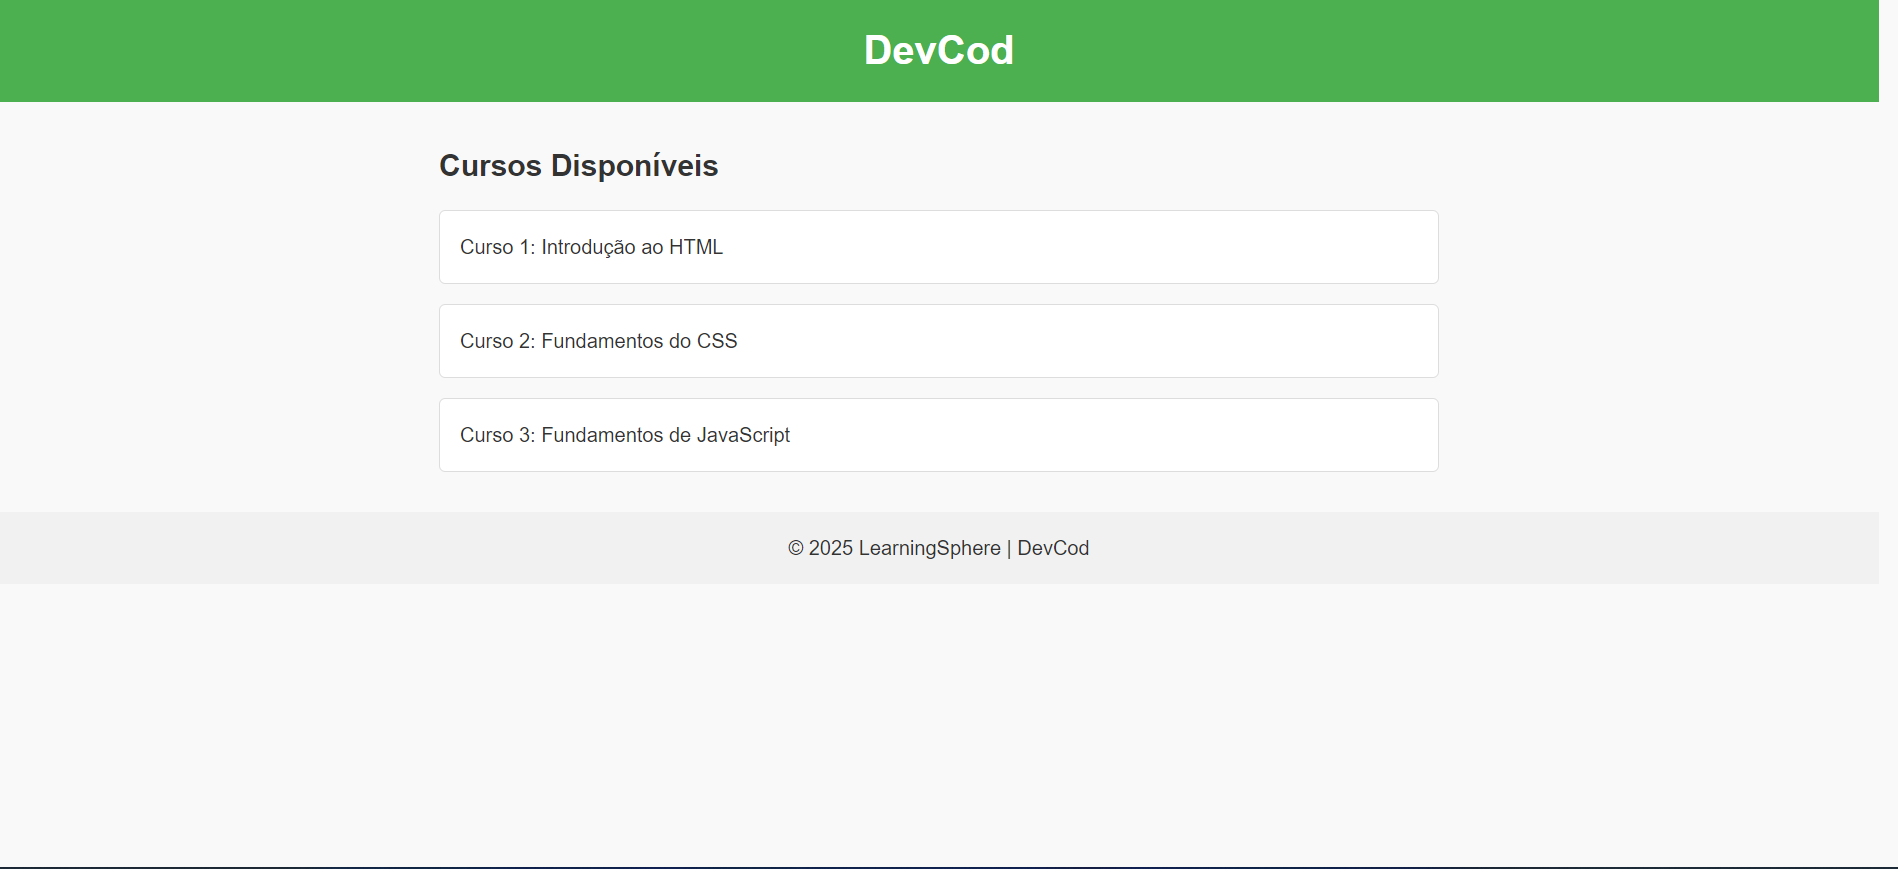 DevCod
Cursos Disponíveis
Curso 1: Introdução ao HTML
Curso 2: Fundamentos do CSS
Curso 3: Fundamentos de JavaScript
© 2025 LearningSphere | DevCod